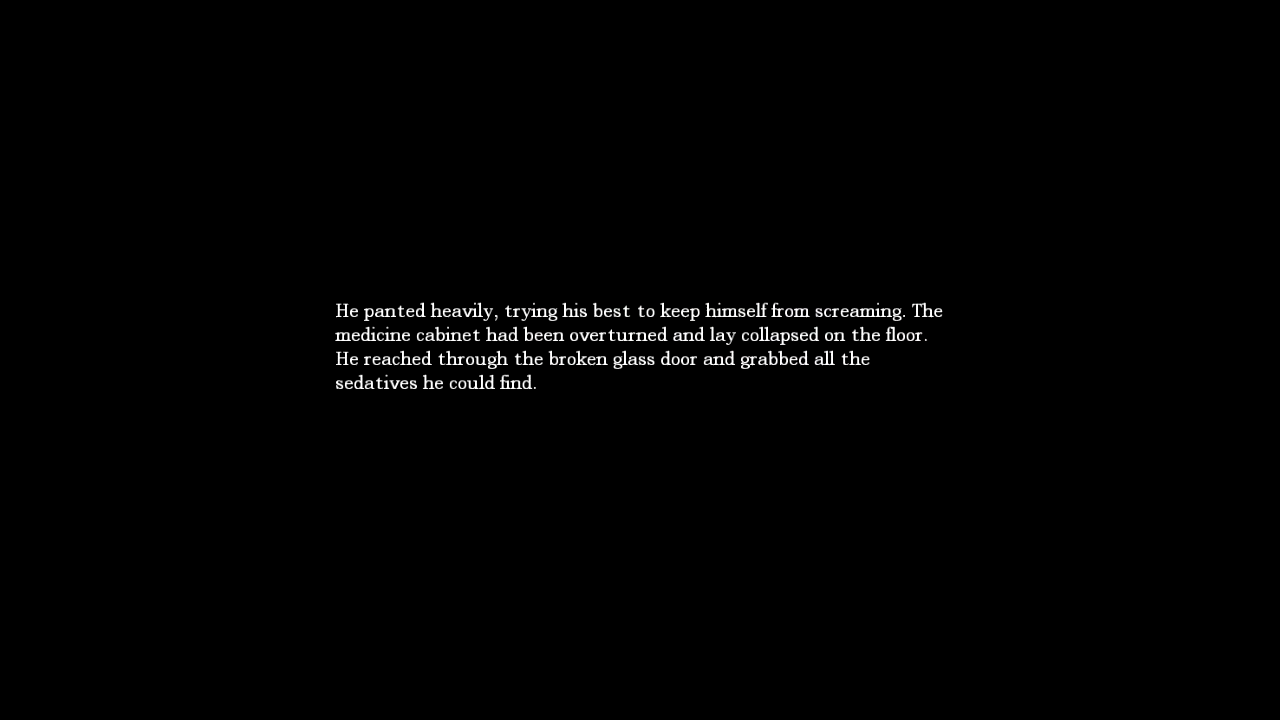 He panted heavily, trying his best to keep himself from screaming. The
medicine cabinet had been overturned and lay collapsed on the floor.
He reached through the broken glass door and grabbed all the
sedatives he could find.